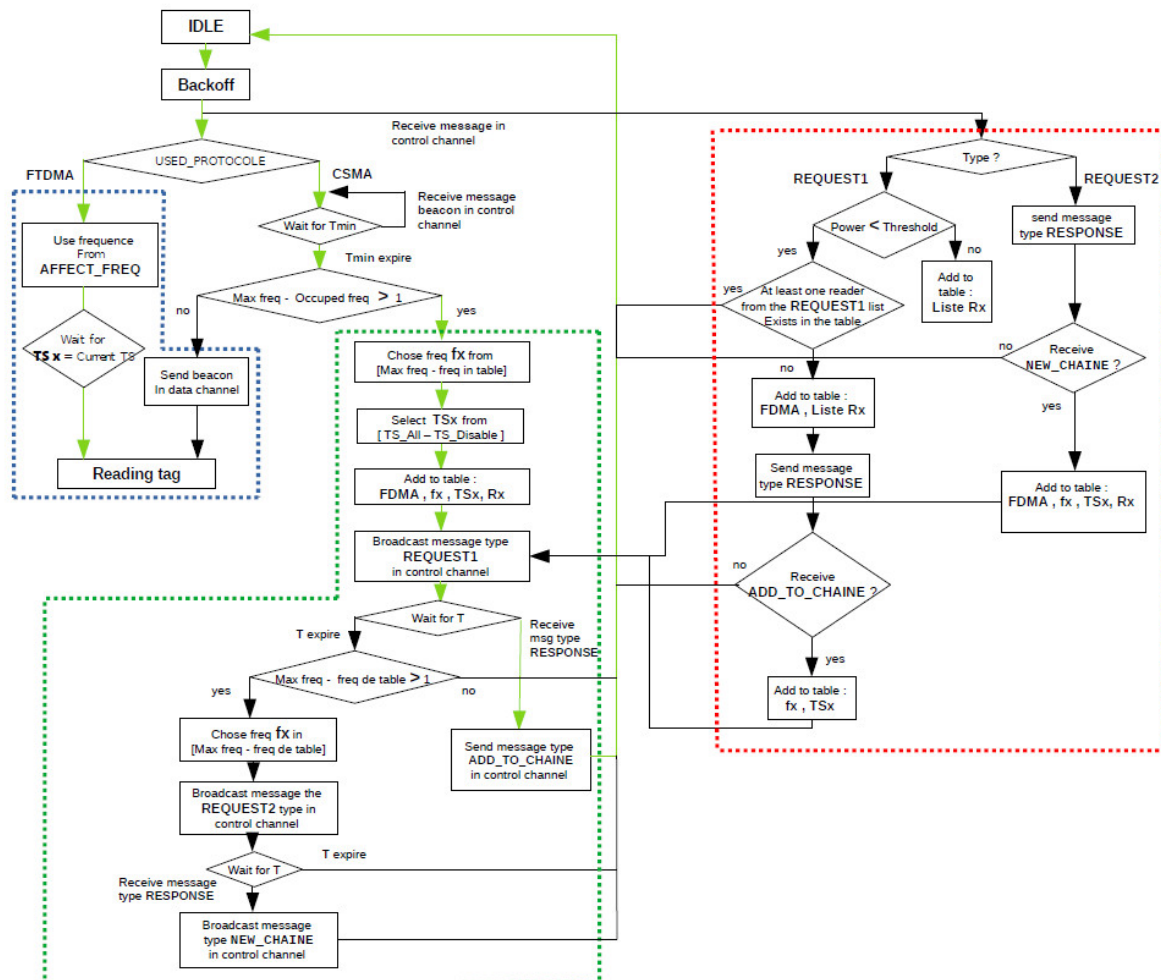 IDLE
Backoff
Receive message in
control channel
USED_PROTOCOLE
FTDMA
CSMA
Receive message
beacon in control
channel
Wait for Tmin
Tmin expire
Use frequence
From
AFFECT_FREQ
Max freq - Occuped freq > 1
no
yes
Wait for
TS x = Current TS
Send beacon
In data channel
Reading tag
Chose freq fx from
[Max freq - freq in table]
Select TSx from
[ TS_All – TS_Disable ]
Add to table :
FDMA , fx , TSx, Rx
Broadcast message type
REQUEST1
in control channel
Wait for T
T expire
Receive
msg type
RESPONSE
Max freq - freq de table > 1
yes
no
Chose freq fx in
[Max freq - freq de table]
Send message type
ADD_TO_CHAINE
in control channel
Broadcast message the
REQUEST2 type in
control channel
T expire
Wait for T
Receive message
type RESPONSE
Broadcast message
type NEW_CHAINE
in control channel
Type ?
REQUEST1
REQUEST2
Power < Threshold
send message
type RESPONSE
yes
no
Add to
table :
Liste Rx
yes
At least one reader
from the REQUEST1 list
Exists in the table
no
Receive
NEW_CHAINE ?
no
yes
Add to table :
FDMA , Liste Rx
Send message
type RESPONSE
Add to table :
FDMA , fx , TSx, Rx
no
Receive
ADD_TO_CHAINE ?
yes
Add to table :
fx , TSx